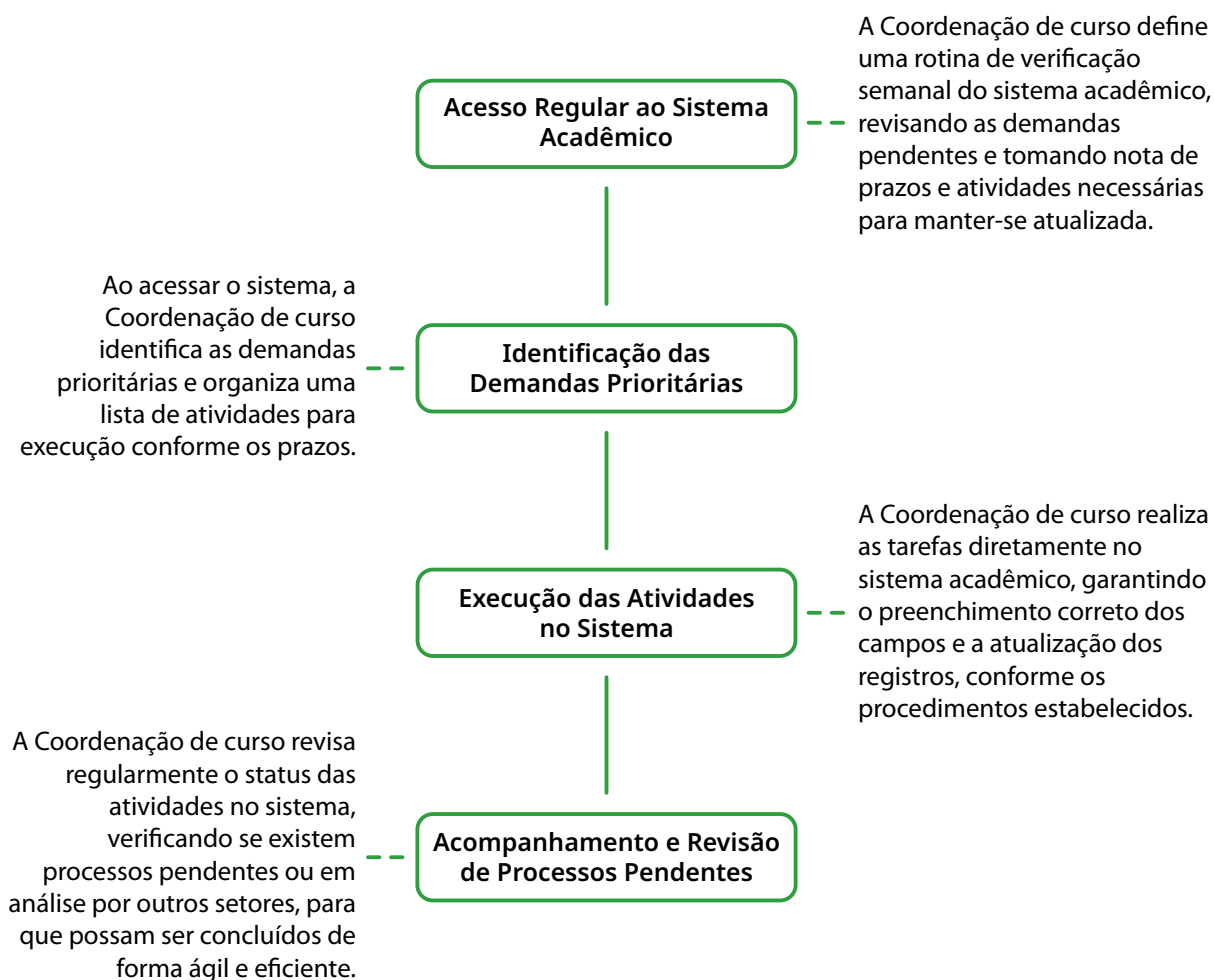 Acesso Regular ao Sistema
Acadêmico
A Coordenação de curso define
uma rotina de verificação
semanal do sistema acadêmico,
revisando as demandas
pendentes e tomando nota de
prazos e atividades necessárias
para manter-se atualizada.
Identificação das
Demandas Prioritárias
Ao acessar o sistema, a
Coordenação de curso
identifica as demandas
prioritárias e organiza uma
lista de atividades para
execução conforme os prazos.
Execução das Atividades
no Sistema
A Coordenação de curso realiza
as tarefas diretamente no
sistema acadêmico, garantindo
o preenchimento correto dos
campos e a atualização dos
registros, conforme os
procedimentos estabelecidos.
Acompanhamento e Revisão
de Processos Pendentes
A Coordenação de curso revisa
regularmente o status das
atividades no sistema,
verificando se existem
processos pendentes ou em
análise por outros setores, para
que possam ser concluídos de
forma ágil e eficiente.